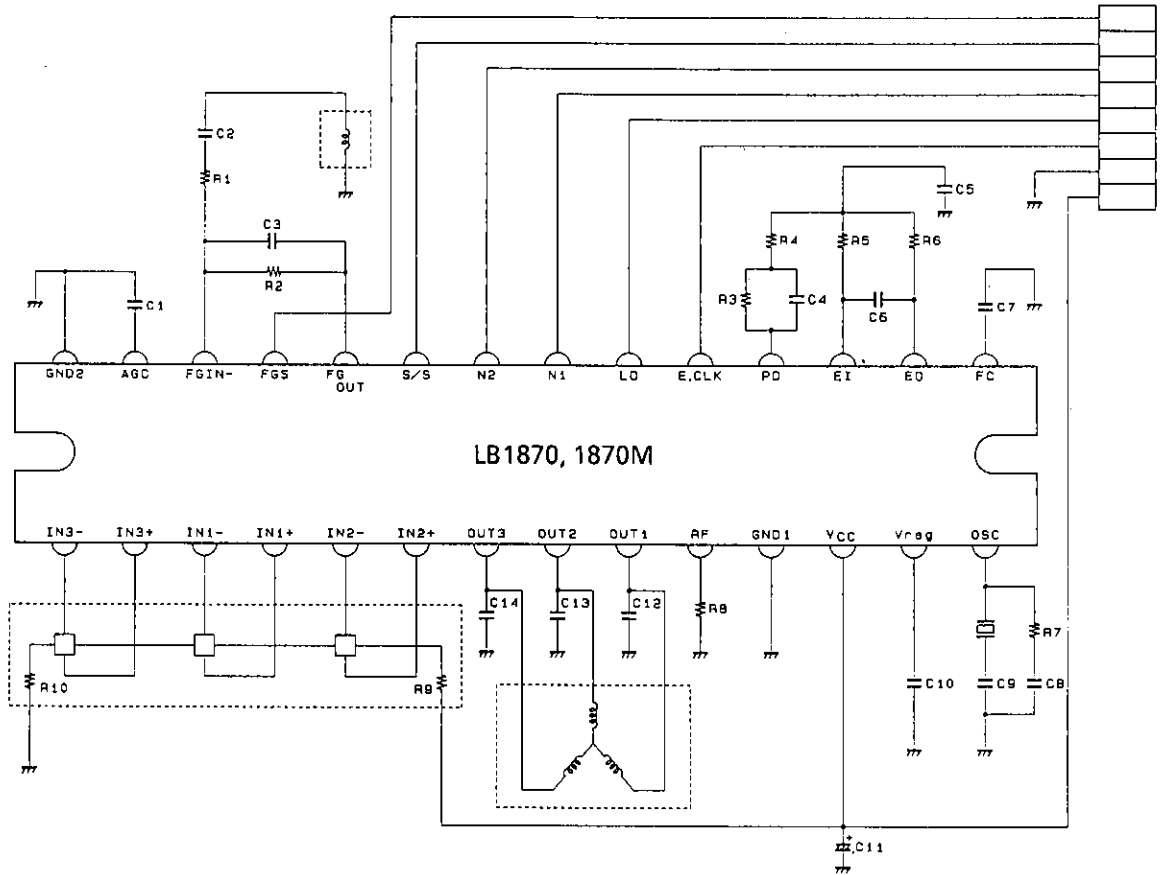 C2
R1
C3
R2
C1
C5
R4
R5
R6
R3
C4
C6
C7
GND2 AGC FGIN- FGS FG OUT S/S N2 N1 LD E,CLK PD EI EO FC
LB1870, 1870M
IN3- IN3+ IN1- IN1+ IN2- IN2+ OUT3 OUT2 OUT1 RF GND1 VCC Vreg OSC
C14
C13
C12
R8
R7
R10
R9
C10
C9
C8
+
C11